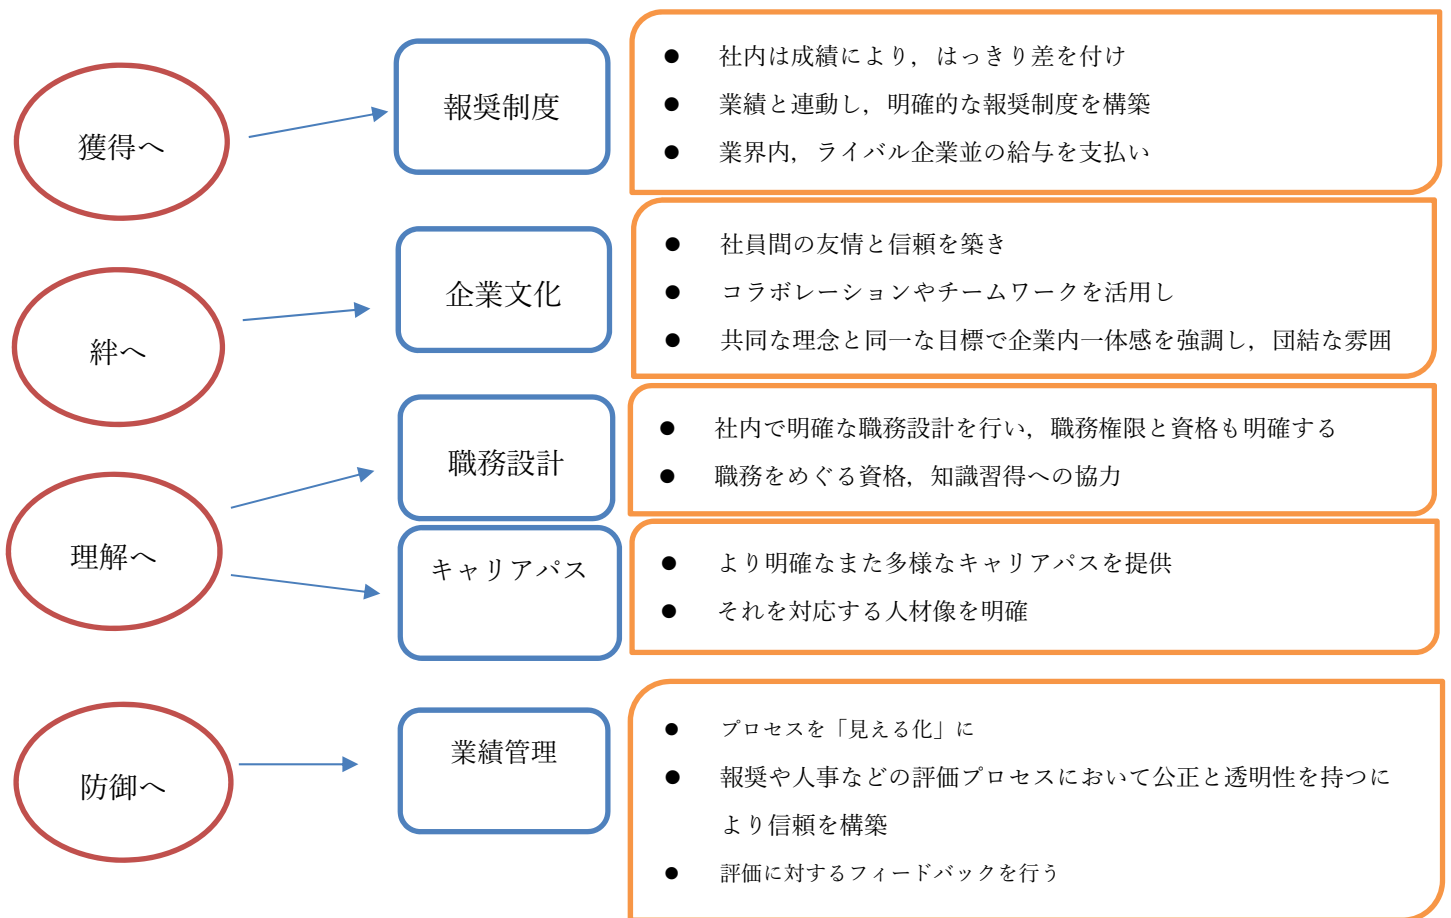 獲得へ
報奨制度
● 社内は成績により，はっきり差を付け
● 業績と連動し，明確的な報奨制度を構築
● 業界内，ライバル企業並の給与を支払い
絆へ
企業文化
● 社員間の友情と信頼を築き
● コラボレーションやチームワークを活用し
● 共同な理念と同一な目標で企業内一体感を強調し，団結な雰囲
理解へ
職務設計
● 社内で明確な職務設計を行い，職務権限と資格も明確する
● 職務をめぐる資格，知識習得への協力
キャリアパス
● より明確なまた多様なキャリアパスを提供
● それを対応する人材像を明確
防御へ
業績管理
● プロセスを「見える化」に
● 報奨や人事などの評価プロセスにおいて公正と透明性を持つに
より信頼を構築
● 評価に対するフィードバックを行う